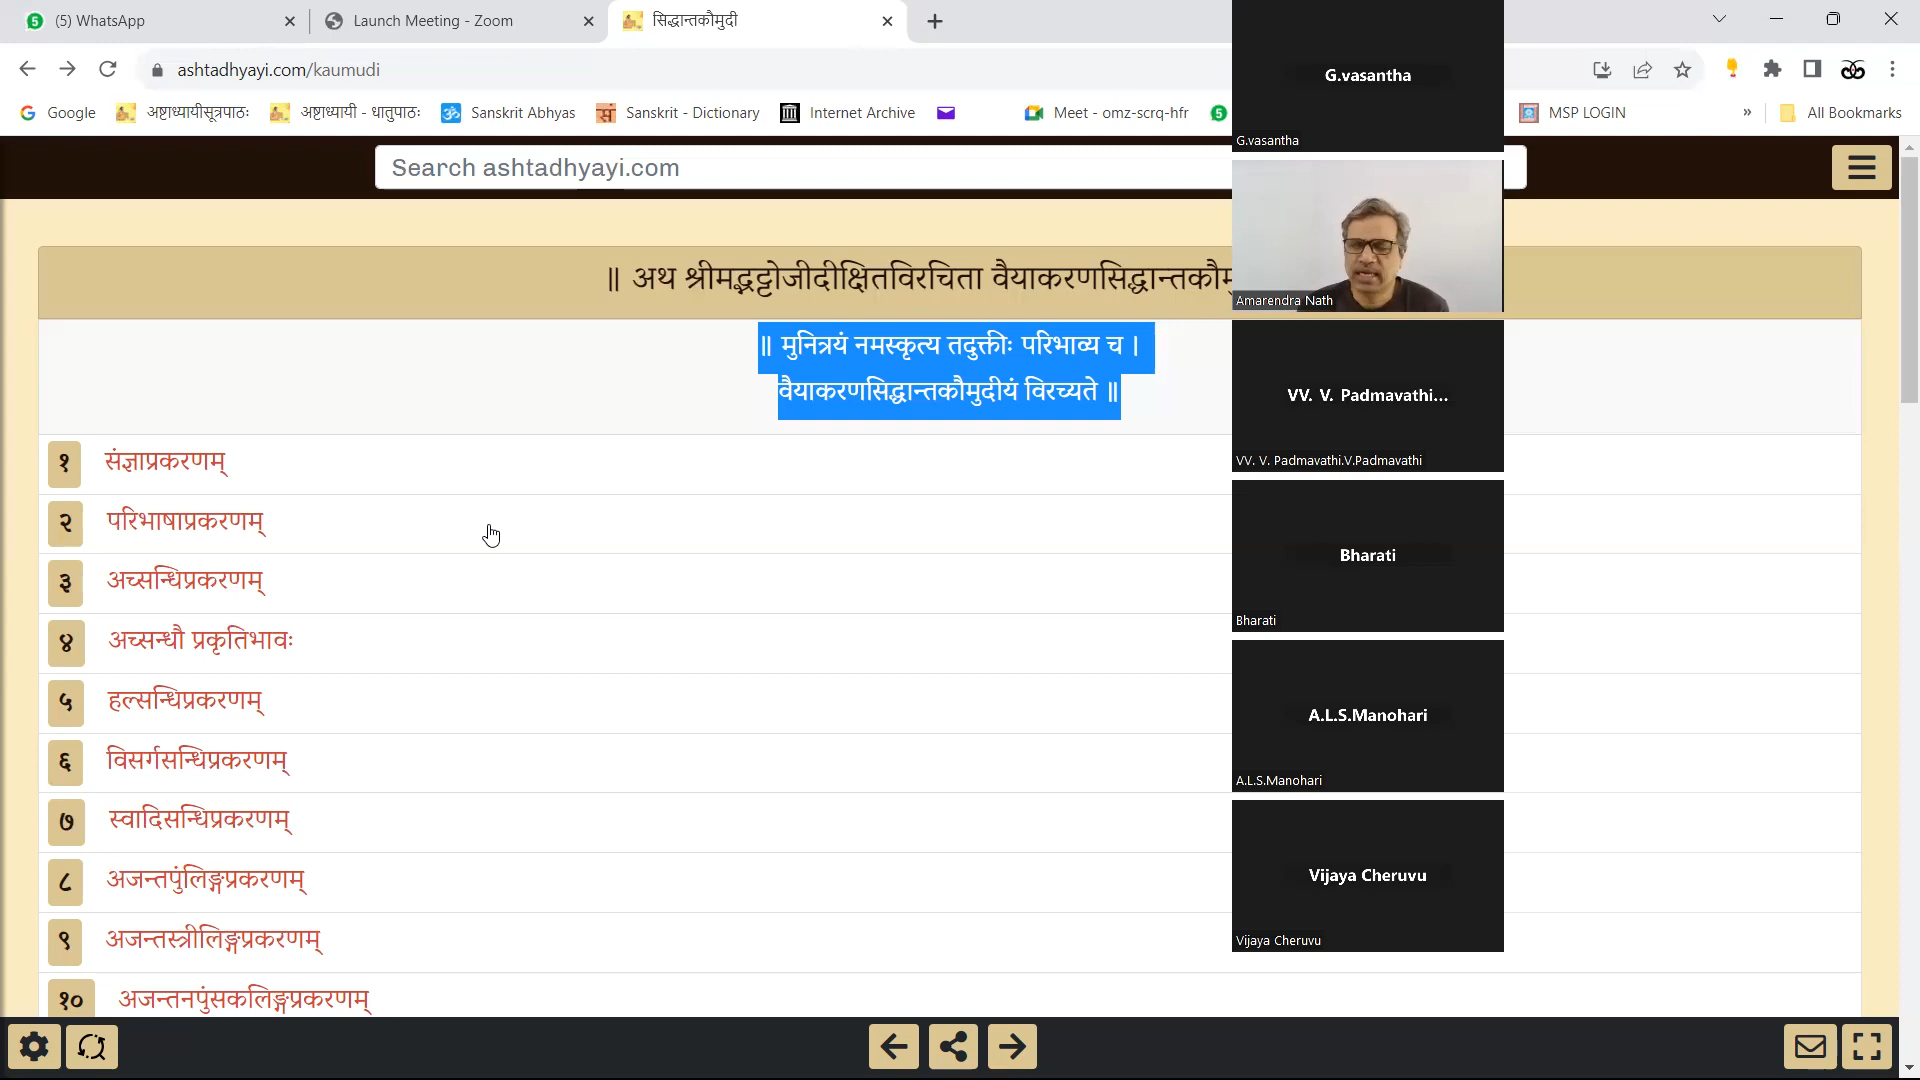 (5) WhatsApp
Launch Meeting - Zoom
सिद्धान्तकौमुदी
ashtadhyayi.com/kaumudi
Google
अष्टाध्यायीसूत्रपाठः
अष्टाध्यायी - धातुपाठः
Sanskrit Abhyas
Sanskrit - Dictionary
Internet Archive
Meet - omz-scrq-hfr
MSP LOGIN
»
All Bookmarks
Search ashtadhyayi.com
॥ अथ श्रीमद्भट्टोजीदीक्षितविरचिता
॥ मुनित्रयं नमस्कृत्य तदुक्तीः परिभाव्य च ।
वैयाकरणसिद्धान्तकौमुदीयं विरच्यते ॥
१ संज्ञाप्रकरणम्
२ परिभाषाप्रकरणम्
३ अच्सन्धिप्रकरणम्
४ अच्सन्धौ प्रकृतिभावः
५ हल्सन्धिप्रकरणम्
६ विसर्गसन्धिप्रकरणम्
७ स्वादिसन्धिप्रकरणम्
८ अजन्तपुंलिङ्गप्रकरणम्
९ अजन्तस्त्रीलिङ्गप्रकरणम्
१० अजन्तनपुंसकलिङ्गप्रकरणम्
G.vasantha
G.vasantha
Amarendra Nath
VV. V. Padmavathi...
VV. V. Padmavathi.V.Padmavathi
Bharati
Bharati
A.L.S.Manohari
A.L.S.Manohari
Vijaya Cheruvu
Vijaya Cheruvu